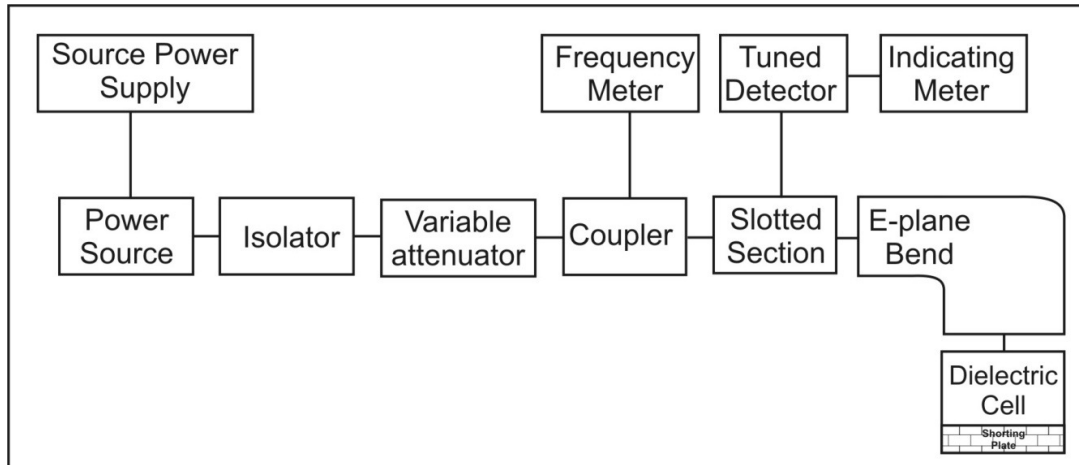 Source Power
Supply
Frequency
Meter
Tuned
Detector
Indicating
Meter
Power
Source
Isolator
Variable
attenuator
Coupler
Slotted
Section
E-plane
Bend
Dielectric
Cell
Shorting
Plate